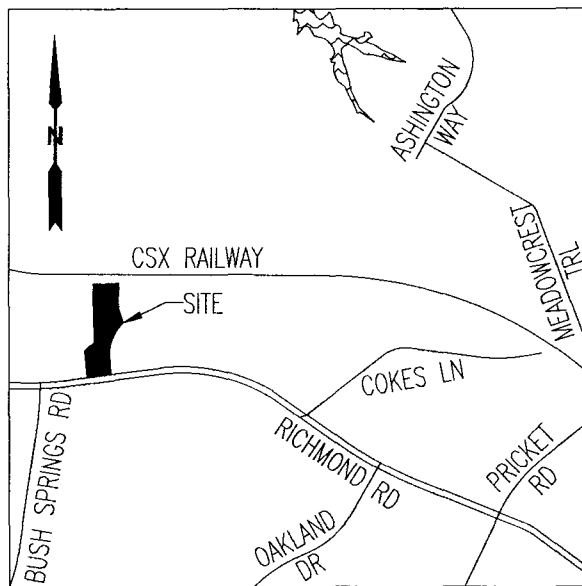 ASHINGTON
WAY
N
MEADOWCREST
TRL
CSX RAILWAY
SITE
COKES LN
RICHMOND RD
PRICKET
RD
BUSH SPRINGS RD
OAKLAND
DR